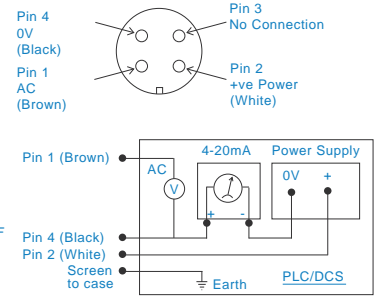 Pin 4
0V
(Black)
Pin 3
No Connection
Pin 1
AC
(Brown)
Pin 2
+ve Power
(White)
Pin 1 (Brown)
AC
V
4-20mA
+ -
Power Supply
0V +
Pin 4 (Black)
Pin 2 (White)
Screen
to case
Earth
PLC/DCS